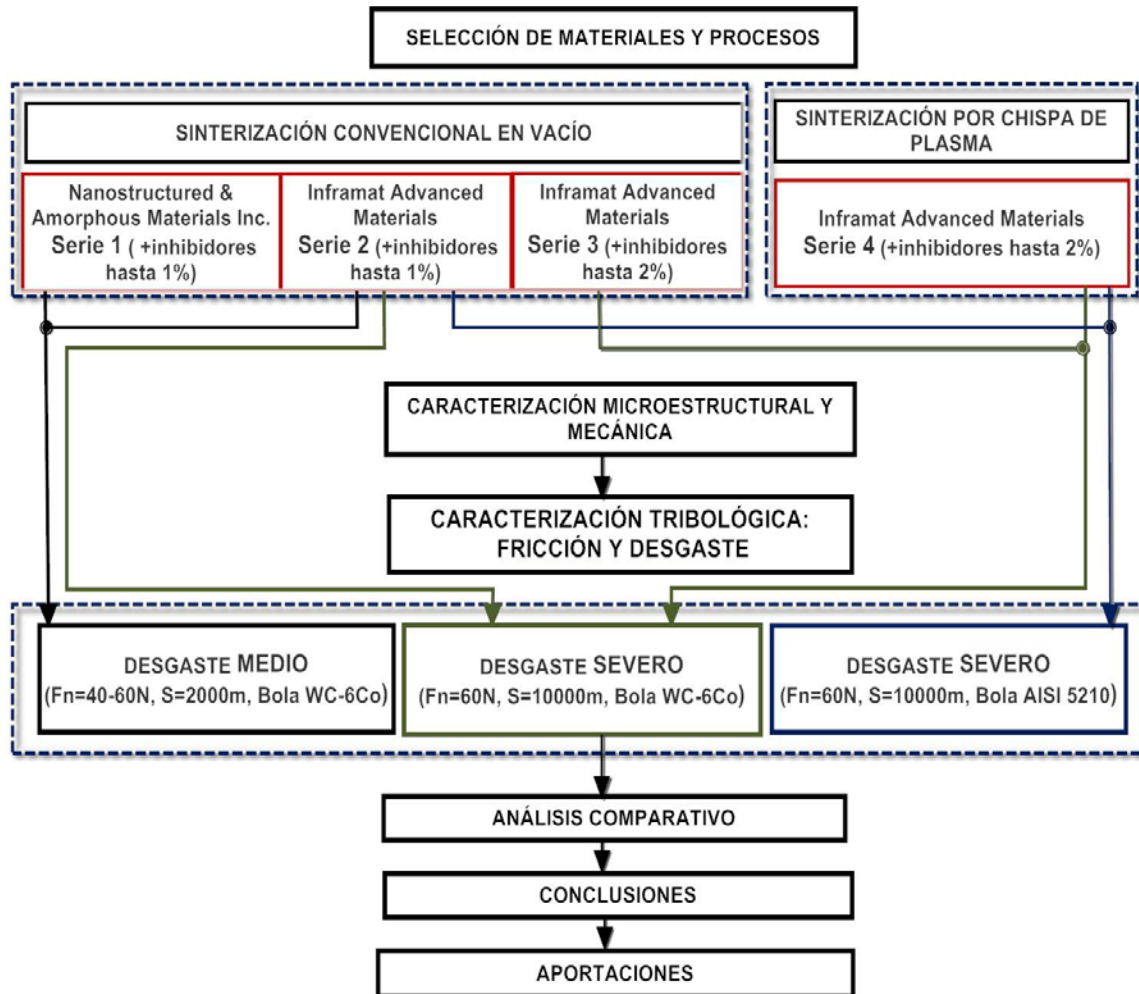 SELECCIÓN DE MATERIALES Y PROCESOS
SINTERIZACIÓN CONVENCIONAL EN VACÍO
Nanostructured &
Amorphous Materials Inc.
Serie 1 ( +inhibidores
hasta 1%)
Inframat Advanced
Materials
Serie 2 (+inhibidores
hasta 1%)
Inframat Advanced
Materials
Serie 3 (+inhibidores
hasta 2%)
SINTERIZACIÓN POR CHISPA DE
PLASMA
Inframat Advanced Materials
Serie 4 (+inhibidores hasta 2%)
CARACTERIZACIÓN MICROESTRUCTURAL Y
MECÁNICA
CARACTERIZACIÓN TRIBOLÓGICA:
FRICCIÓN Y DESGASTE
DESGASTE MEDIO
(Fn=40-60N, S=2000m, Bola WC-6Co)
DESGASTE SEVERO
(Fn=60N, S=10000m, Bola WC-6Co)
DESGASTE SEVERO
(Fn=60N, S=10000m, Bola AISI 5210)
ANÁLISIS COMPARATIVO
CONCLUSIONES
APORTACIONES